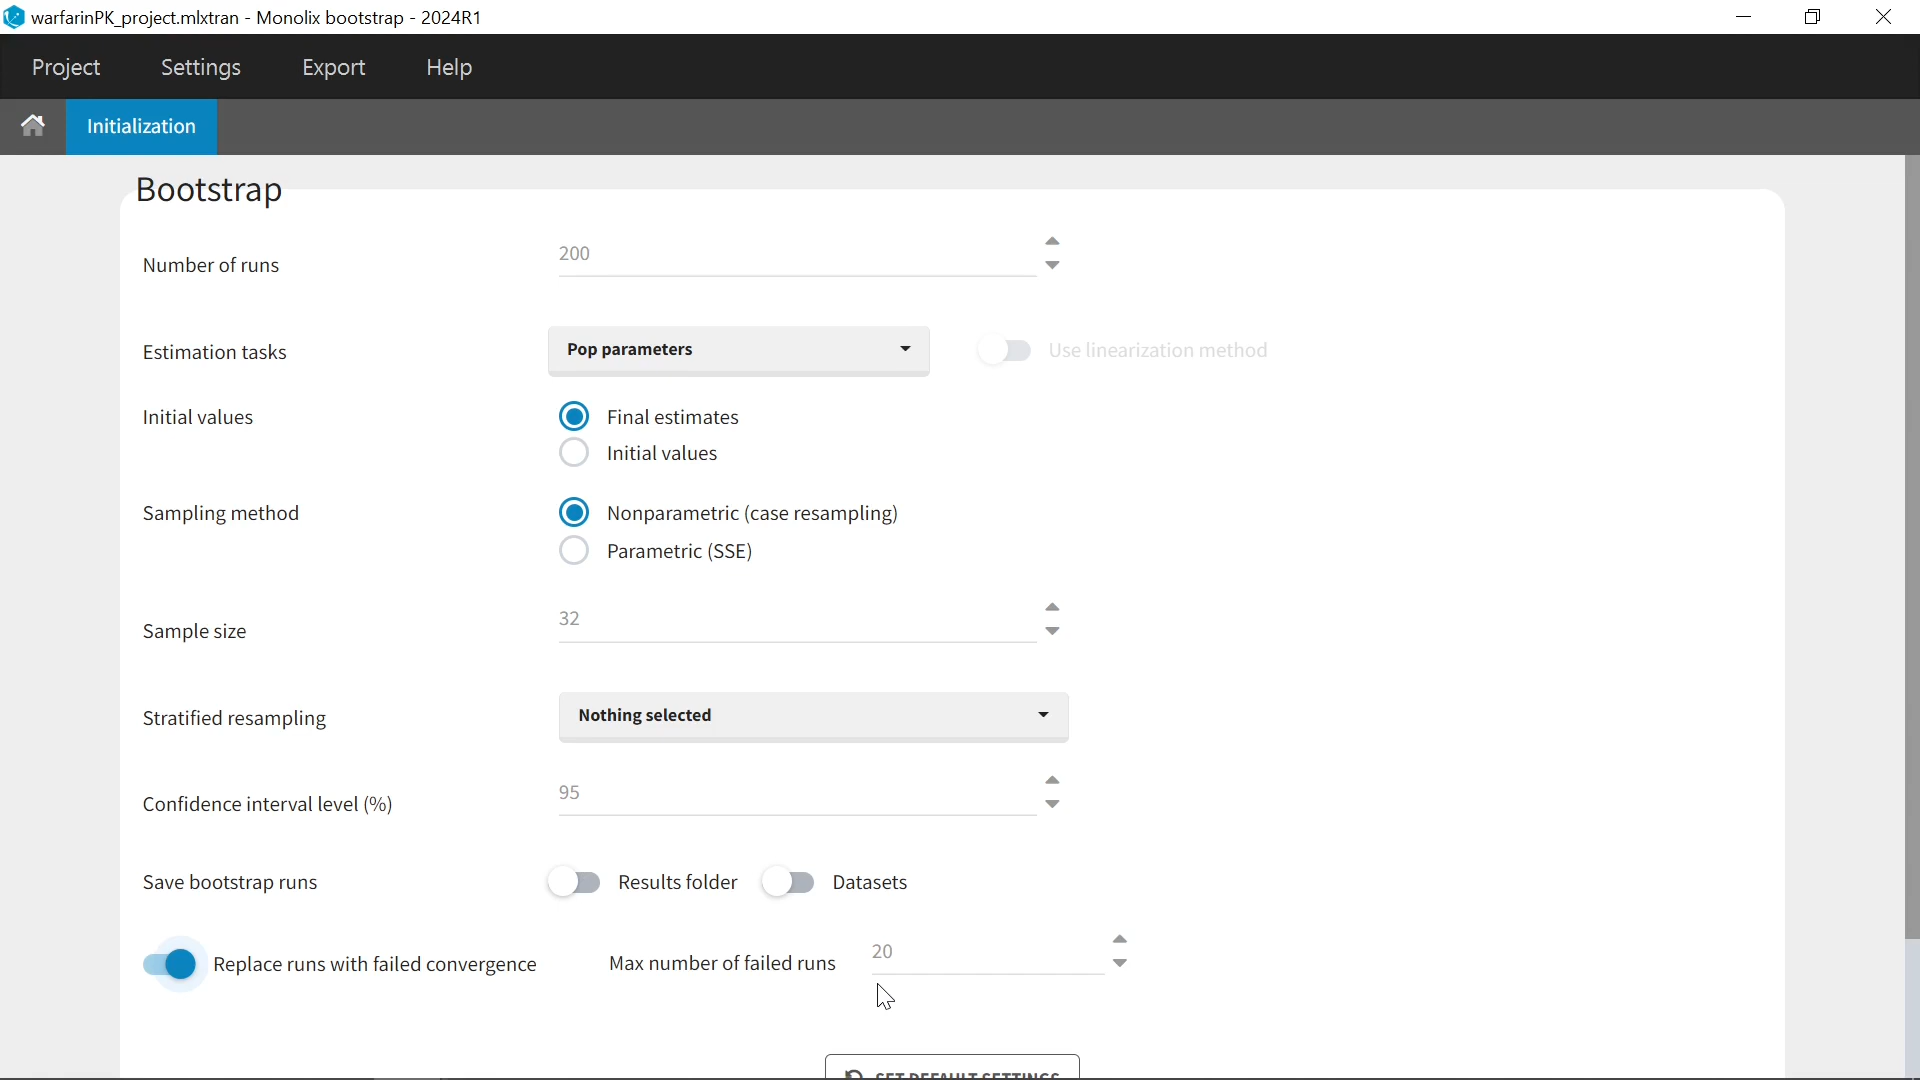 warfarinPK_project.mlxtran - Monolix bootstrap - 2024R1
Project Settings Export Help
Initialization
Bootstrap
Number of runs 200
Estimation tasks Pop parameters Use linearization method
Initial values Final estimates
Initial values
Sampling method Nonparametric (case resampling)
Parametric (SSE)
Sample size 32
Stratified resampling Nothing selected
Confidence interval level (%) 95
Save bootstrap runs Results folder Datasets
Replace runs with failed convergence Max number of failed runs 20
SET DEFAULT SETTINGS